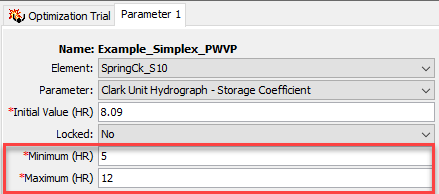 Optimization Trial Parameter 1
Name: Example_Simplex_PWVP
Element: SpringCk_S10
Parameter: Clark Unit Hydrograph - Storage Coefficient
*Initial Value (HR) 8.09
Locked: No
*Minimum (HR) 5
*Maximum (HR) 12